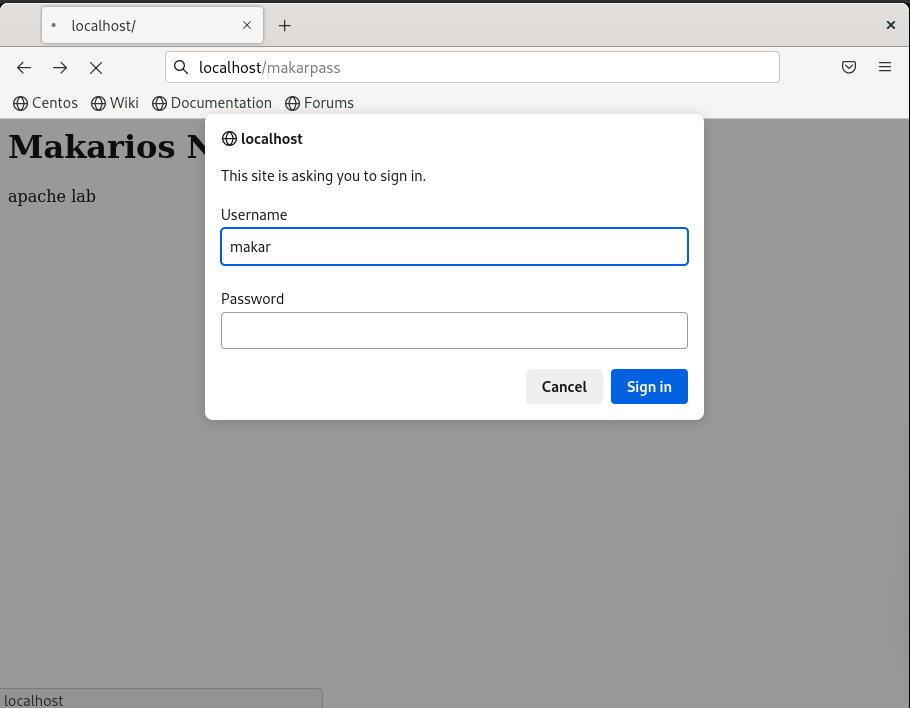 localhost/
localhost/makarpass
Centos Wiki Documentation Forums
Makarios
apache lab
localhost
This site is asking you to sign in.
Username
makar
Password
Cancel Sign in
localhost